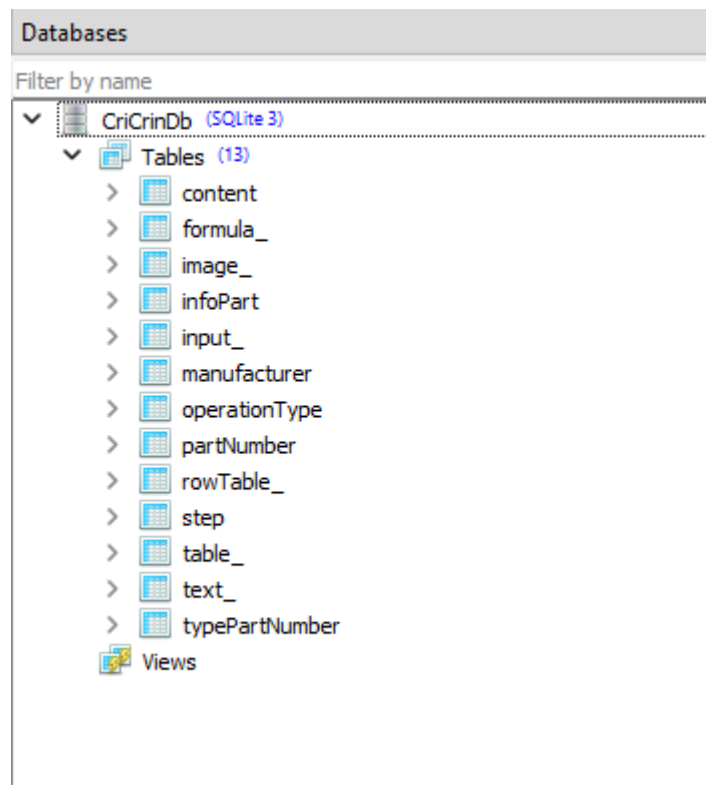 Databases
Filter by name
CriCrinDb (SQLite 3)
Tables (13)
content
formula_
image_
infoPart
input_
manufacturer
operationType
partNumber
rowTable_
step
table_
text_
typePartNumber
Views